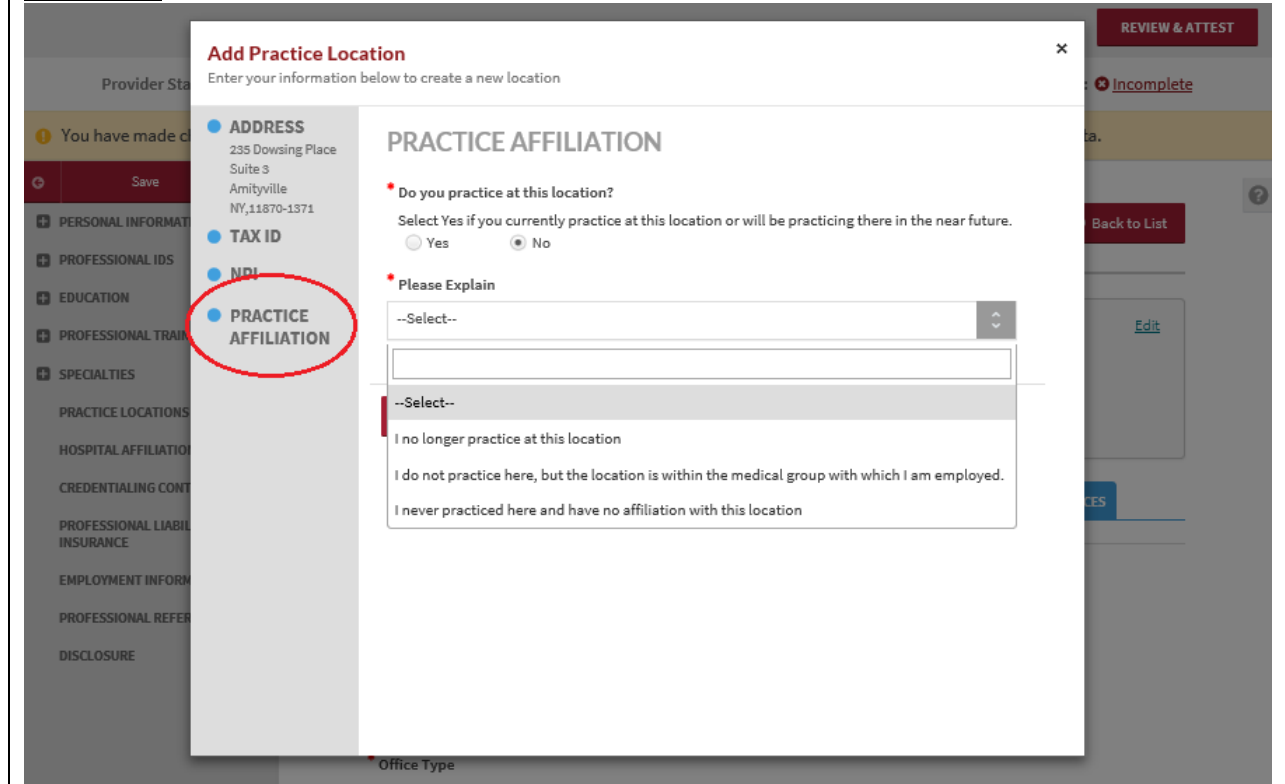 REVIEW & ATTEST
Add Practice Location
×
Enter your information below to create a new location
Provider Sta
: Incomplete
You have made c
ta.
Save
PERSONAL INFORMATI
PROFESSIONAL IDS
EDUCATION
PROFESSIONAL TRAIN
SPECIALTIES
PRACTICE LOCATIONS
HOSPITAL AFFILIATIO
CREDENTIALING CONT
PROFESSIONAL LIABIL
INSURANCE
EMPLOYMENT INFORM
PROFESSIONAL REFER
DISCLOSURE
ADDRESS
235 Dowsing Place
Suite 3
Amityville
NY,11870-1371
TAX ID
NPI
PRACTICE
AFFILIATION
PRACTICE AFFILIATION
* Do you practice at this location?
Select Yes if you currently practice at this location or will be practicing there in the near future.
Yes No
* Please Explain
--Select--
--Select--
I no longer practice at this location
I do not practice here, but the location is within the medical group with which I am employed.
I never practiced here and have no affiliation with this location
?
Back to List
Edit
CES
* Office Type